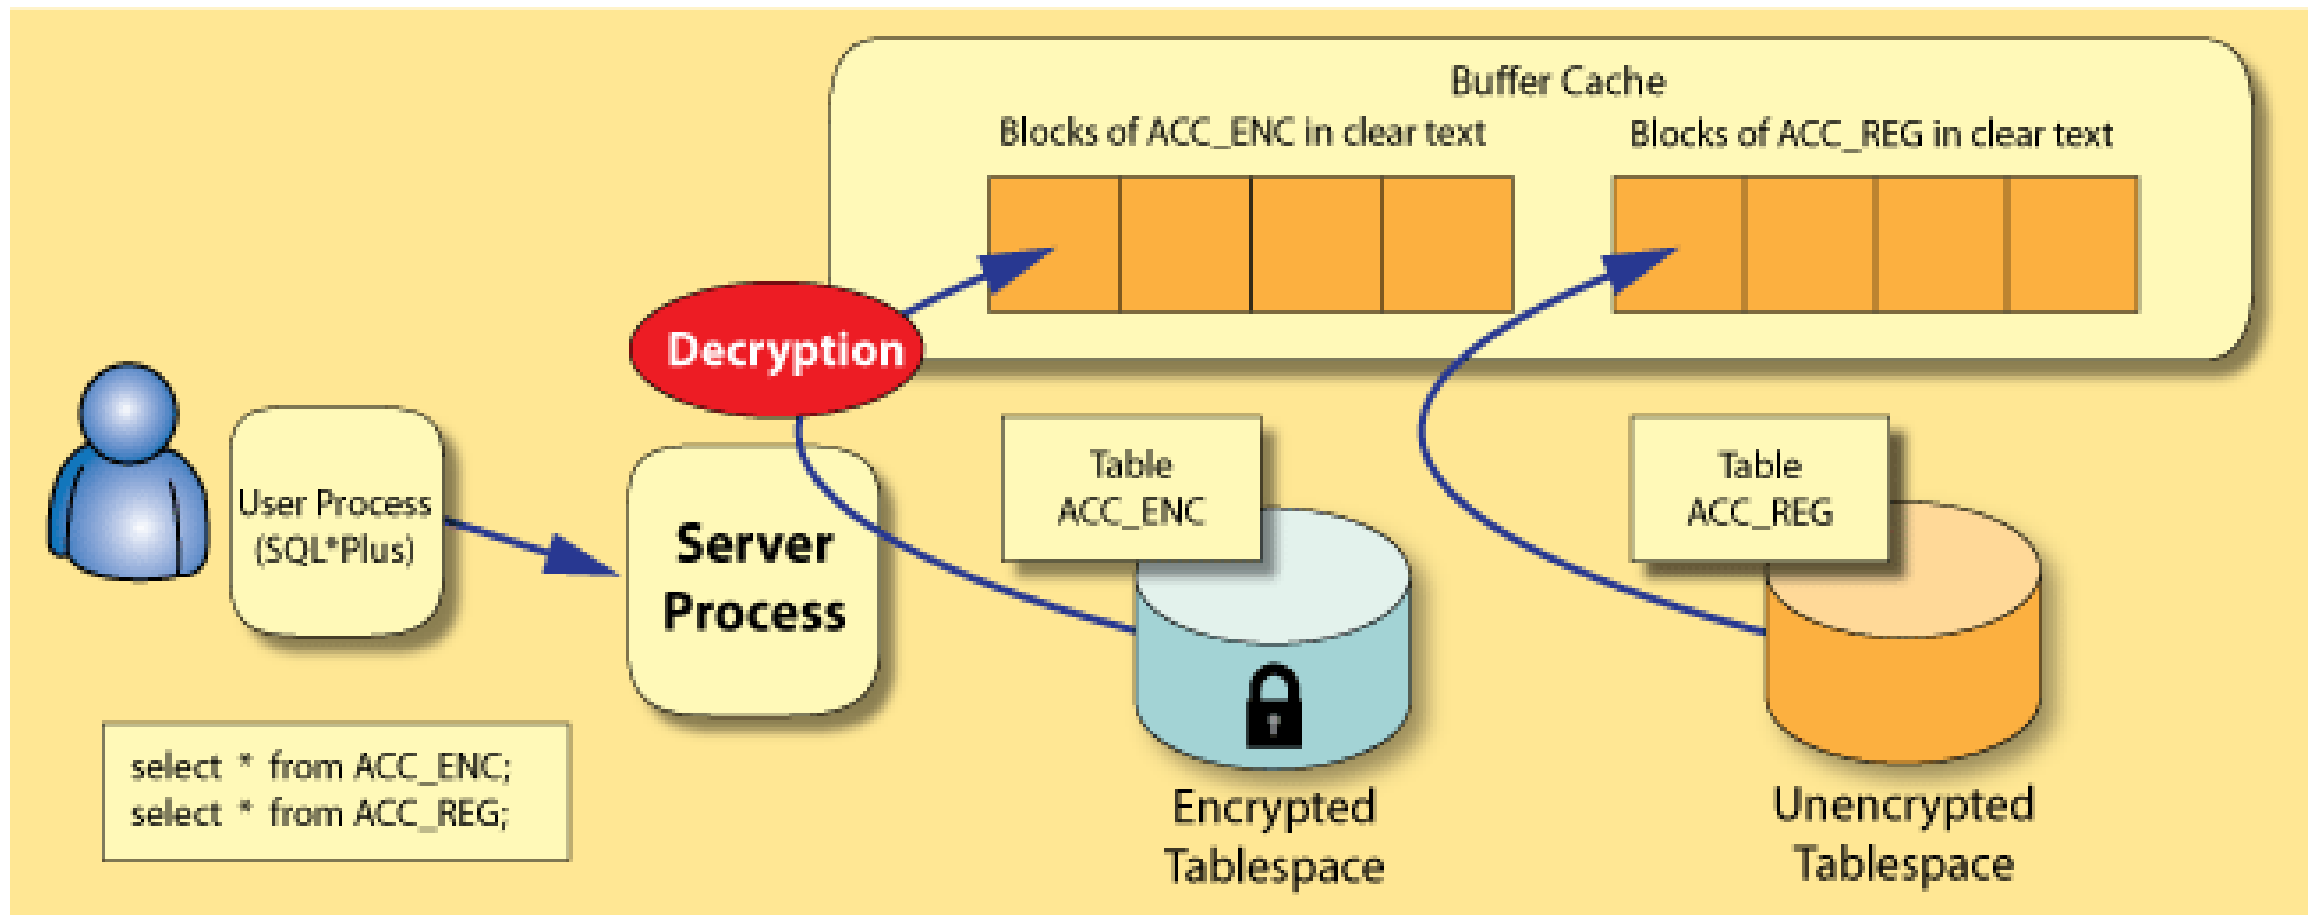 Buffer Cache
Blocks of ACC_ENC in clear text
Blocks of ACC_REG in clear text
Decryption
User Process
(SQL*Plus)
Server
Process
Table
ACC_ENC
Table
ACC_REG
select * from ACC_ENC;
select * from ACC_REG;
Encrypted
Tablespace
Unencrypted
Tablespace